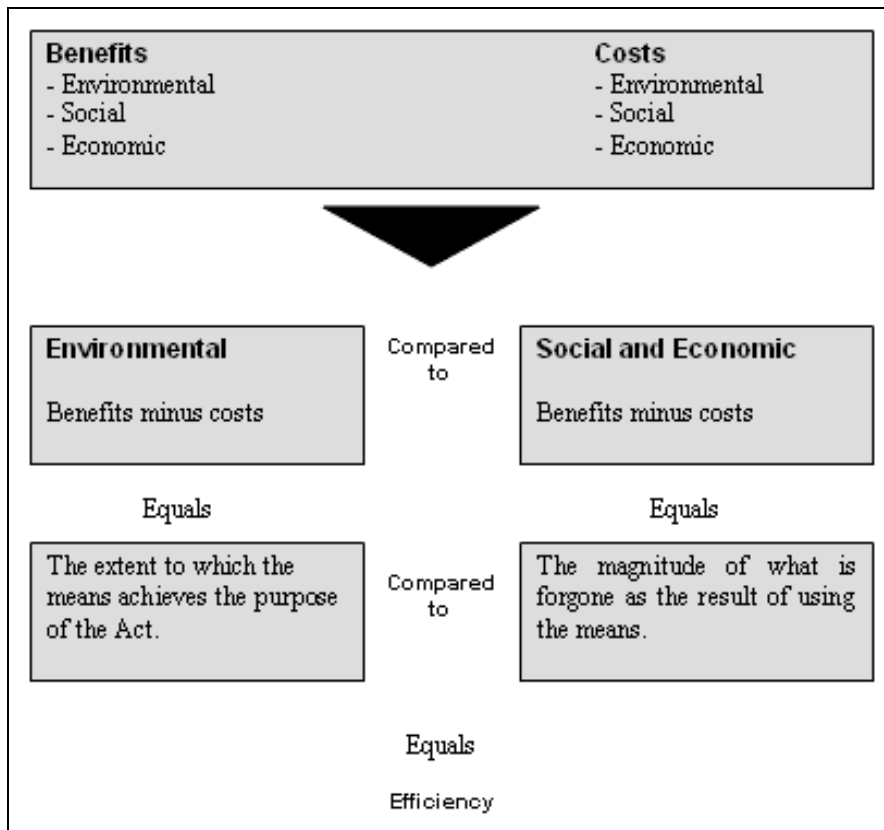 Benefits
- Environmental
- Social
- Economic
Costs
- Environmental
- Social
- Economic
Environmental
Benefits minus costs
Compared
to
Social and Economic
Benefits minus costs
Equals
Equals
The extent to which the
means achieves the purpose
of the Act.
Compared
to
The magnitude of what is
forgone as the result of using
the means.
Equals
Efficiency